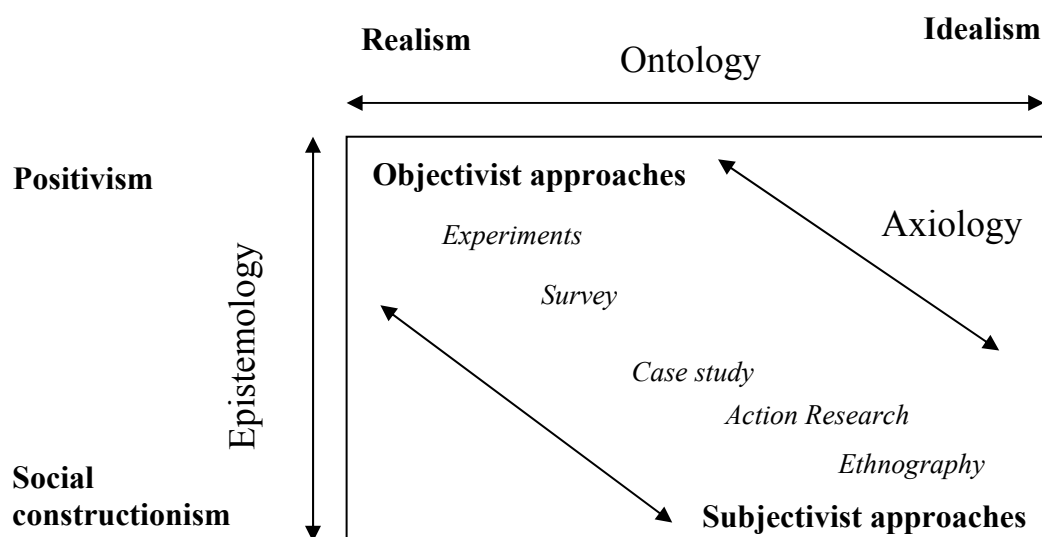 Realism
Idealism
Ontology
Positivism
Objectivist approaches
Experiments
Axiology
Survey
Epistemology
Case study
Action Research
Ethnography
Social
constructionism
Subjectivist approaches